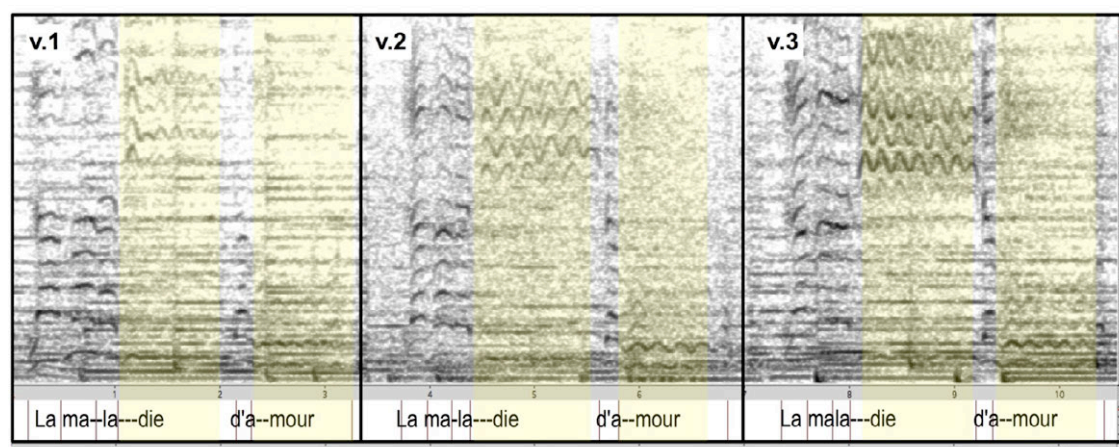 v.1
v.2
v.3
1 2 3 4 5 6 7 8 9 10
La ma--la---die d'a--mour
La ma-la---die d'a--mour
La mala---die d'a--mour